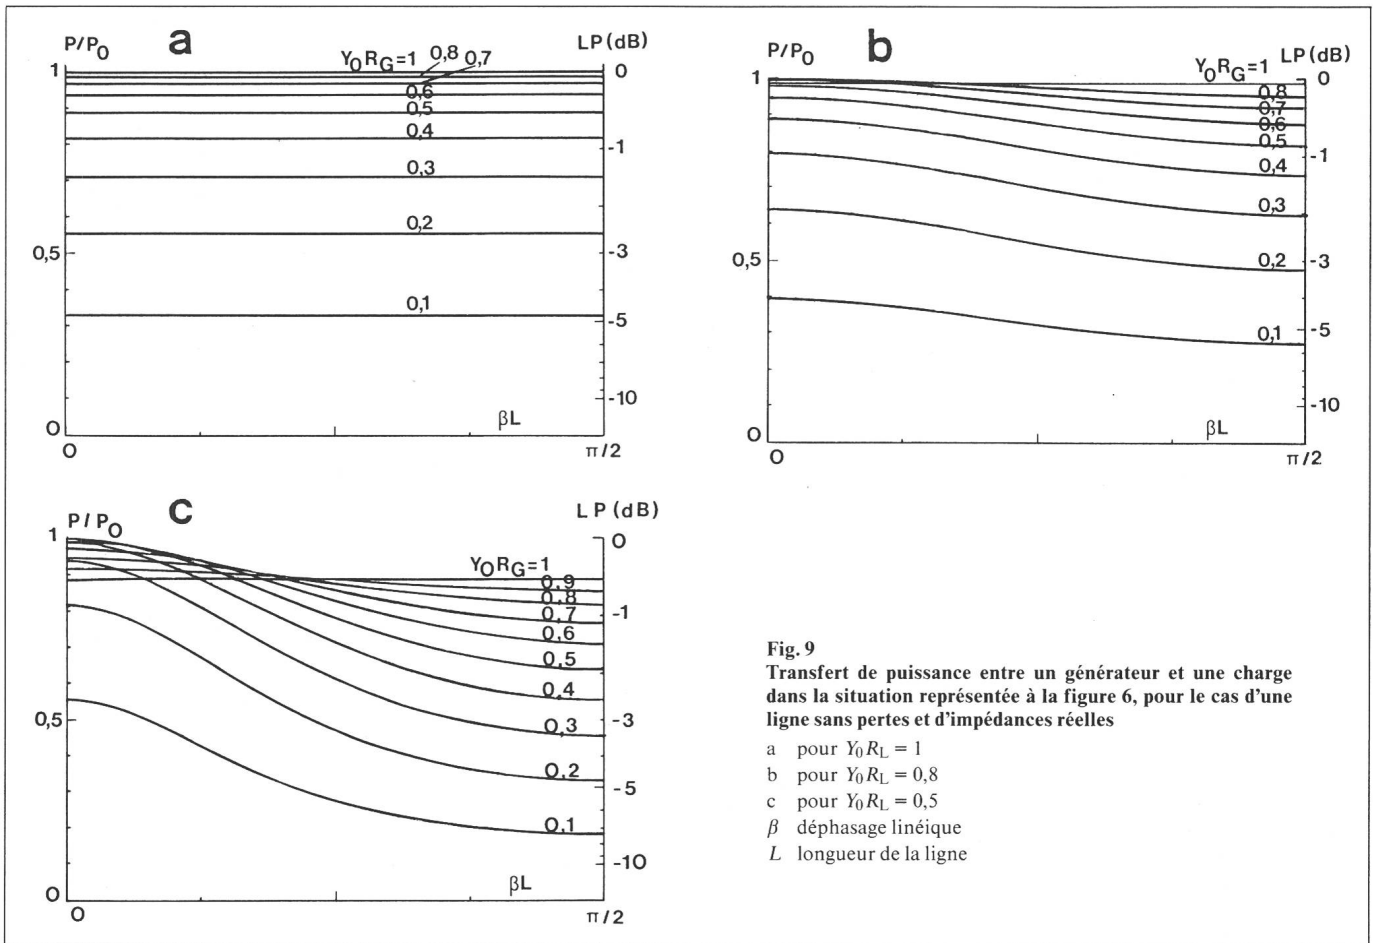 a
P/P0
LP (dB)
Y0RG=1
0,8
0,7
1
0
0,6
0,5
0,4
-1
0,3
0,2
0,5
-3
0,1
-5
-10
βL
0
0
π/2
b
P/P0
LP (dB)
Y0RG=1
1
0
0,8
0,7
0,6
0,5
-1
0,4
0,3
0,5
0,2
-3
0,1
-5
-10
βL
0
0
π/2
c
P/P0
LP (dB)
1
0
Y0RG=1
0,9
0,8
0,7
-1
0,6
0,5
0,4
0,5
0,3
-3
0,2
-5
0,1
-10
βL
0
0
π/2
Fig. 9
Transfert de puissance entre un générateur et une charge
dans la situation représentée à la figure 6, pour le cas d'une
ligne sans pertes et d'impédances réelles
a pour Y0RL = 1
b pour Y0RL = 0,8
c pour Y0RL = 0,5
β déphasage linéique
L longueur de la ligne